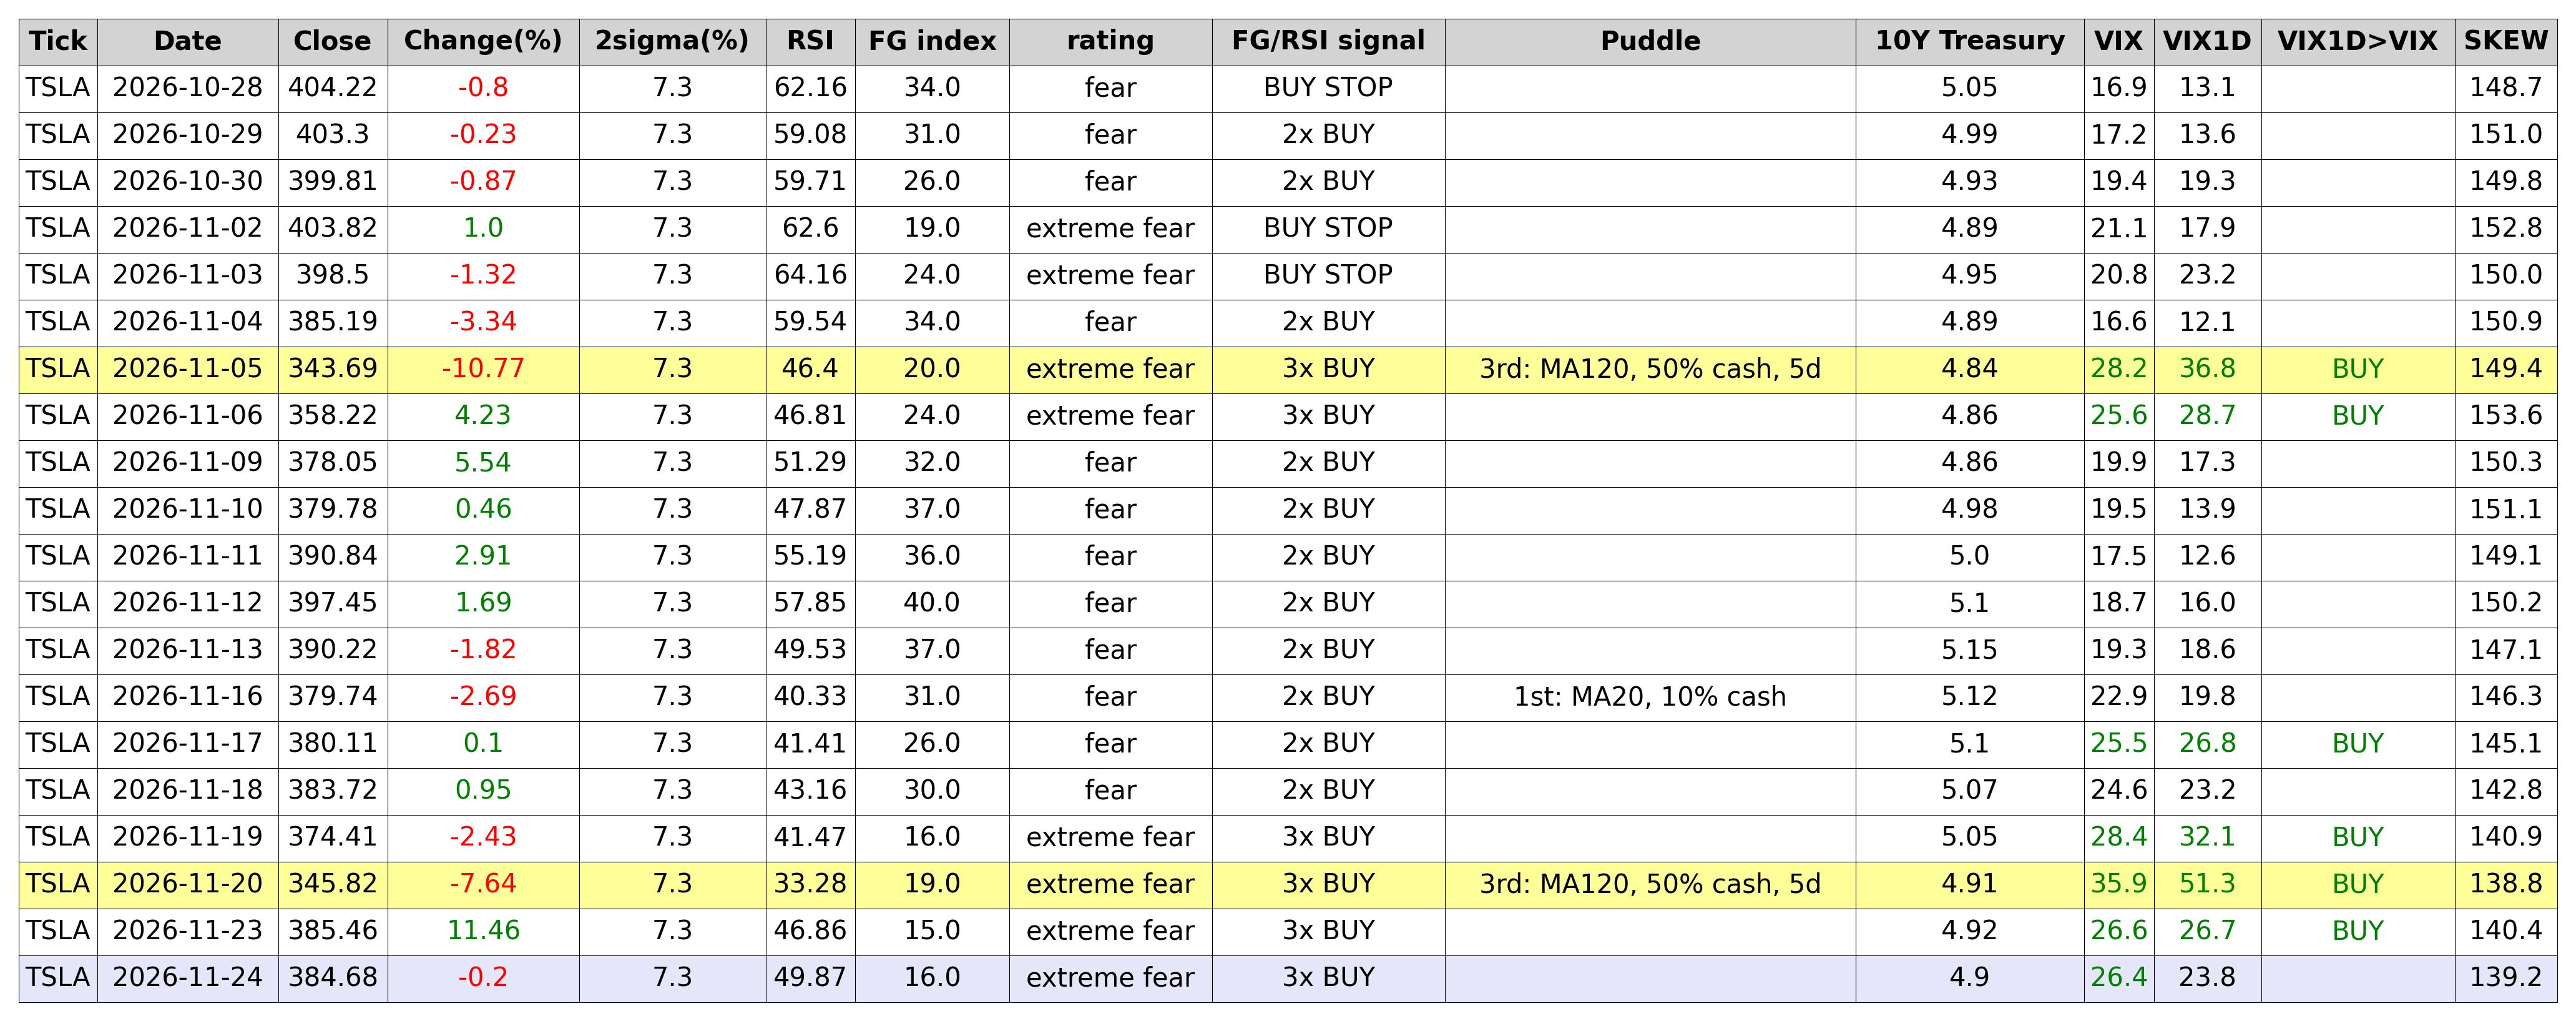 Tick Date Close Change(%) 2sigma(%) RSI FG index rating FG/RSI signal Puddle 10Y Treasury VIX VIX1D VIX1D>VIX SKEW
TSLA 2026-10-28 404.22 -0.8 7.3 62.16 34.0 fear BUY STOP 5.05 16.9 13.1 148.7
TSLA 2026-10-29 403.3 -0.23 7.3 59.08 31.0 fear 2x BUY 4.99 17.2 13.6 151.0
TSLA 2026-10-30 399.81 -0.87 7.3 59.71 26.0 fear 2x BUY 4.93 19.4 19.3 149.8
TSLA 2026-11-02 403.82 1.0 7.3 62.6 19.0 extreme fear BUY STOP 4.89 21.1 17.9 152.8
TSLA 2026-11-03 398.5 -1.32 7.3 64.16 24.0 extreme fear BUY STOP 4.95 20.8 23.2 150.0
TSLA 2026-11-04 385.19 -3.34 7.3 59.54 34.0 fear 2x BUY 4.89 16.6 12.1 150.9
TSLA 2026-11-05 343.69 -10.77 7.3 46.4 20.0 extreme fear 3x BUY 3rd: MA120, 50% cash, 5d 4.84 28.2 36.8 BUY 149.4
TSLA 2026-11-06 358.22 4.23 7.3 46.81 24.0 extreme fear 3x BUY 4.86 25.6 28.7 BUY 153.6
TSLA 2026-11-09 378.05 5.54 7.3 51.29 32.0 fear 2x BUY 4.86 19.9 17.3 150.3
TSLA 2026-11-10 379.78 0.46 7.3 47.87 37.0 fear 2x BUY 4.98 19.5 13.9 151.1
TSLA 2026-11-11 390.84 2.91 7.3 55.19 36.0 fear 2x BUY 5.0 17.5 12.6 149.1
TSLA 2026-11-12 397.45 1.69 7.3 57.85 40.0 fear 2x BUY 5.1 18.7 16.0 150.2
TSLA 2026-11-13 390.22 -1.82 7.3 49.53 37.0 fear 2x BUY 5.15 19.3 18.6 147.1
TSLA 2026-11-16 379.74 -2.69 7.3 40.33 31.0 fear 2x BUY 1st: MA20, 10% cash 5.12 22.9 19.8 146.3
TSLA 2026-11-17 380.11 0.1 7.3 41.41 26.0 fear 2x BUY 5.1 25.5 26.8 BUY 145.1
TSLA 2026-11-18 383.72 0.95 7.3 43.16 30.0 fear 2x BUY 5.07 24.6 23.2 142.8
TSLA 2026-11-19 374.41 -2.43 7.3 41.47 16.0 extreme fear 3x BUY 5.05 28.4 32.1 BUY 140.9
TSLA 2026-11-20 345.82 -7.64 7.3 33.28 19.0 extreme fear 3x BUY 3rd: MA120, 50% cash, 5d 4.91 35.9 51.3 BUY 138.8
TSLA 2026-11-23 385.46 11.46 7.3 46.86 15.0 extreme fear 3x BUY 4.92 26.6 26.7 BUY 140.4
TSLA 2026-11-24 384.68 -0.2 7.3 49.87 16.0 extreme fear 3x BUY 4.9 26.4 23.8 139.2